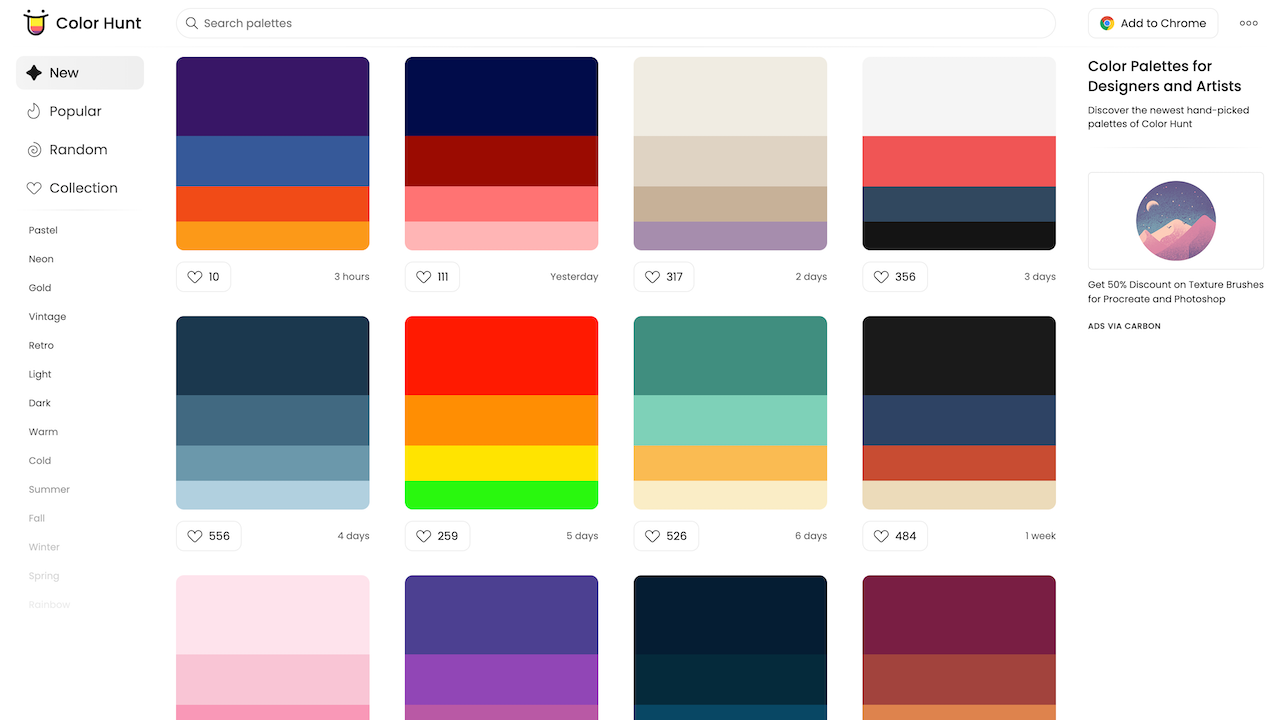 Color Hunt
Search palettes
Add to Chrome
New
Popular
Random
Collection
Pastel
Neon
Gold
Vintage
Retro
Light
Dark
Warm
Cold
Summer
Fall
Winter
Spring
Rainbow
10 3 hours
111 Yesterday
317 2 days
356 3 days
556 4 days
259 5 days
526 6 days
484 1 week
Color Palettes for
Designers and Artists
Discover the newest hand-picked
palettes of Color Hunt
Get 50% Discount on Texture Brushes
for Procreate and Photoshop
ADS VIA CARBON